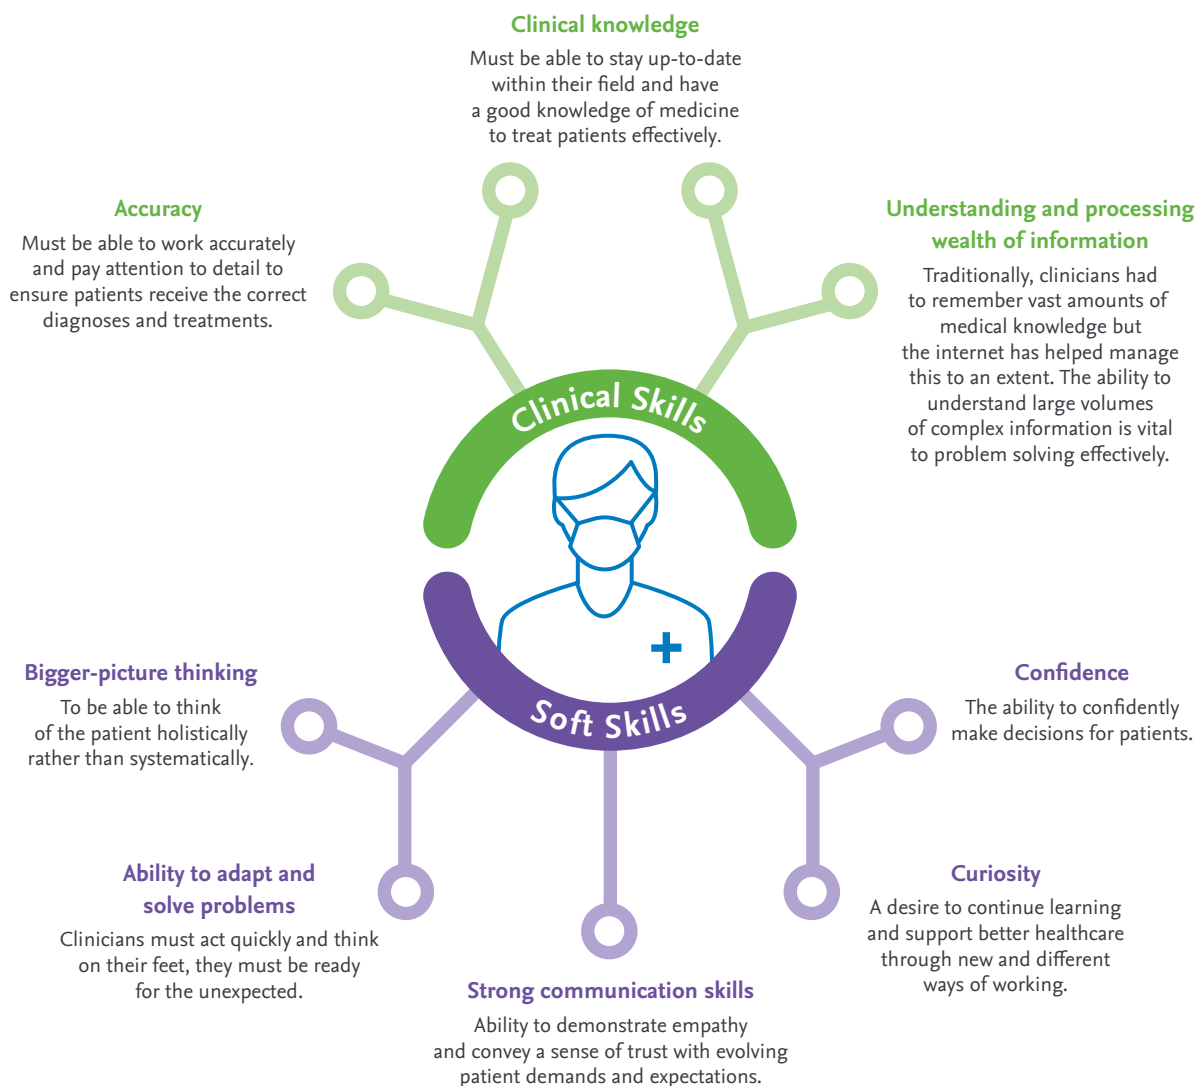 Clinical knowledge
Must be able to stay up-to-date
within their field and have
a good knowledge of medicine
to treat patients effectively.
Accuracy
Must be able to work accurately
and pay attention to detail to
ensure patients receive the correct
diagnoses and treatments.
Understanding and processing
wealth of information
Traditionally, clinicians had
to remember vast amounts of
medical knowledge but
the internet has helped manage
this to an extent. The ability to
understand large volumes
of complex information is vital
to problem solving effectively.
Clinical Skills
Soft Skills
Bigger-picture thinking
To be able to think
of the patient holistically
rather than systematically.
Confidence
The ability to confidently
make decisions for patients.
Ability to adapt and
solve problems
Clinicians must act quickly and think
on their feet, they must be ready
for the unexpected.
Curiosity
A desire to continue learning
and support better healthcare
through new and different
ways of working.
Strong communication skills
Ability to demonstrate empathy
and convey a sense of trust with evolving
patient demands and expectations.